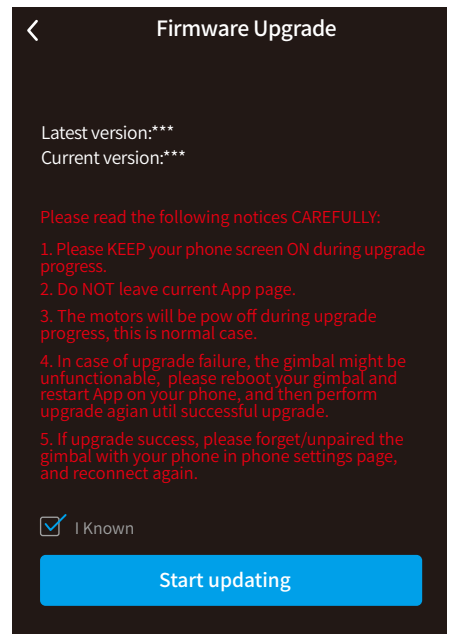 Firmware Upgrade
Latest version:***
Current version:***
Please read the following notices CAREFULLY:
1. Please KEEP your phone screen ON during upgrade
progress.
2. Do NOT leave current App page.
3. The motors will be pow off during upgrade
progress, this is normal case.
4. In case of upgrade failure, the gimbal might be
unfunctionable, please reboot your gimbal and
restart App on your phone, and then perform
upgrade agian util successful upgrade.
5. If upgrade success, please forget/unpaired the
gimbal with your phone in phone settings page,
and reconnect again.
I Known
Start updating